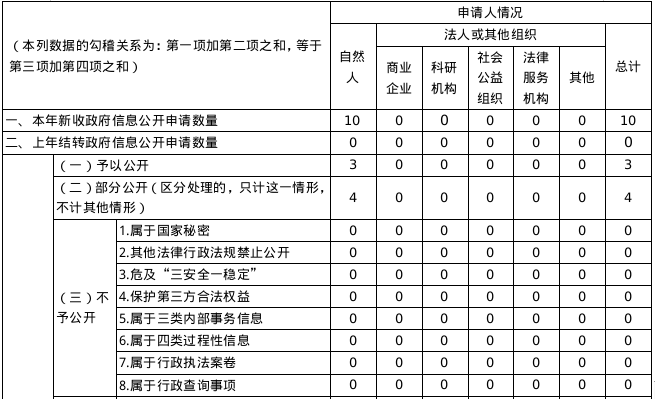 （本列数据的勾稽关系为：第一项加第二项之和，等于
第三项加第四项之和）
申请人情况
自然
人
法人或其他组织
总计
商业
企业
科研
机构
社会
公益
组织
法律
服务
机构
其他
一、本年新收政府信息公开申请数量 10 0 0 0 0 0 10
二、上年结转政府信息公开申请数量 0 0 0 0 0 0 0
（一）予以公开 3 0 0 0 0 0 3
（二）部分公开（区分处理的，只计这一情形，
不计其他情形） 4 0 0 0 0 0 4
（三）不
予公开
1.属于国家秘密 0 0 0 0 0 0 0
2.其他法律行政法规禁止公开 0 0 0 0 0 0 0
3.危及“三安全一稳定” 0 0 0 0 0 0 0
4.保护第三方合法权益 0 0 0 0 0 0 0
5.属于三类内部事务信息 0 0 0 0 0 0 0
6.属于四类过程性信息 0 0 0 0 0 0 0
7.属于行政执法案卷 0 0 0 0 0 0 0
8.属于行政查询事项 0 0 0 0 0 0 0